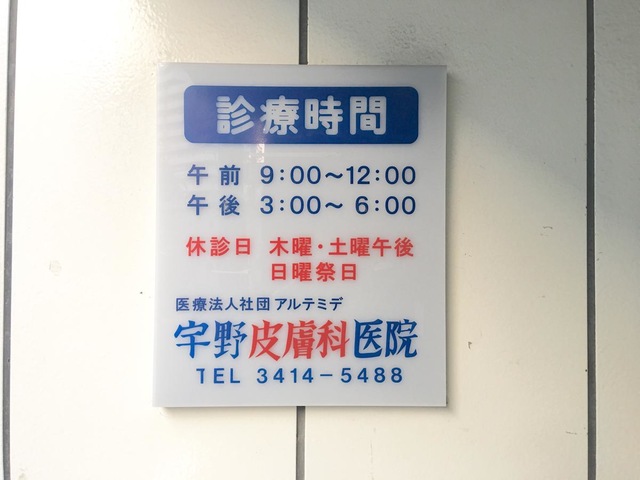 診療時間
午前 9:00〜12:00
午後 3:00〜 6:00
休診日 木曜・土曜午後
日曜祭日
医療法人社団 アルテミデ
宇野皮膚科医院
TEL 3414-5488